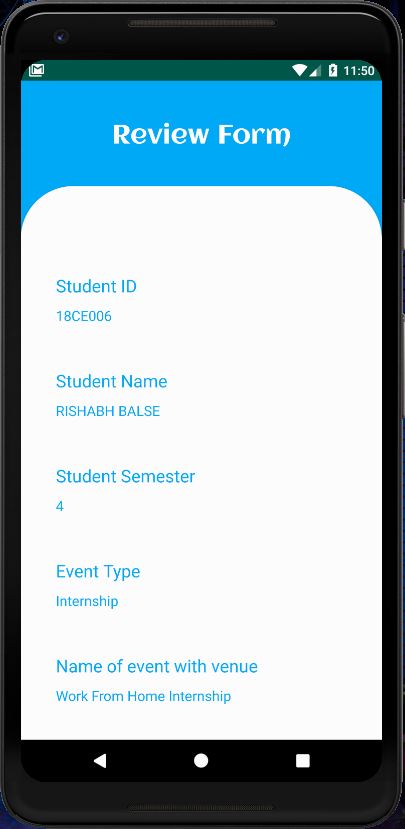 11:50
Review Form
Student ID
18CE006
Student Name
RISHABH BALSE
Student Semester
4
Event Type
Internship
Name of event with venue
Work From Home Internship